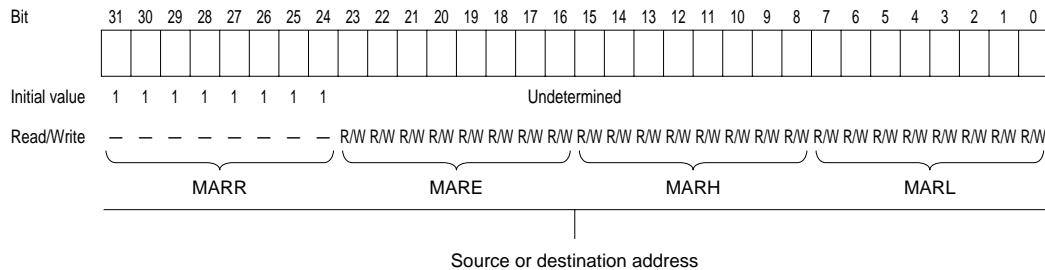 Bit 31 30 29 28 27 26 25 24 23 22 21 20 19 18 17 16 15 14 13 12 11 10 9 8 7 6 5 4 3 2 1 0
Initial value 1 1 1 1 1 1 1 1 Undetermined
Read/Write — — — — — — — — R/W R/W R/W R/W R/W R/W R/W R/W R/W R/W R/W R/W R/W R/W R/W R/W R/W R/W R/W R/W R/W R/W R/W R/W
MARR MARE MARH MARL
Source or destination address